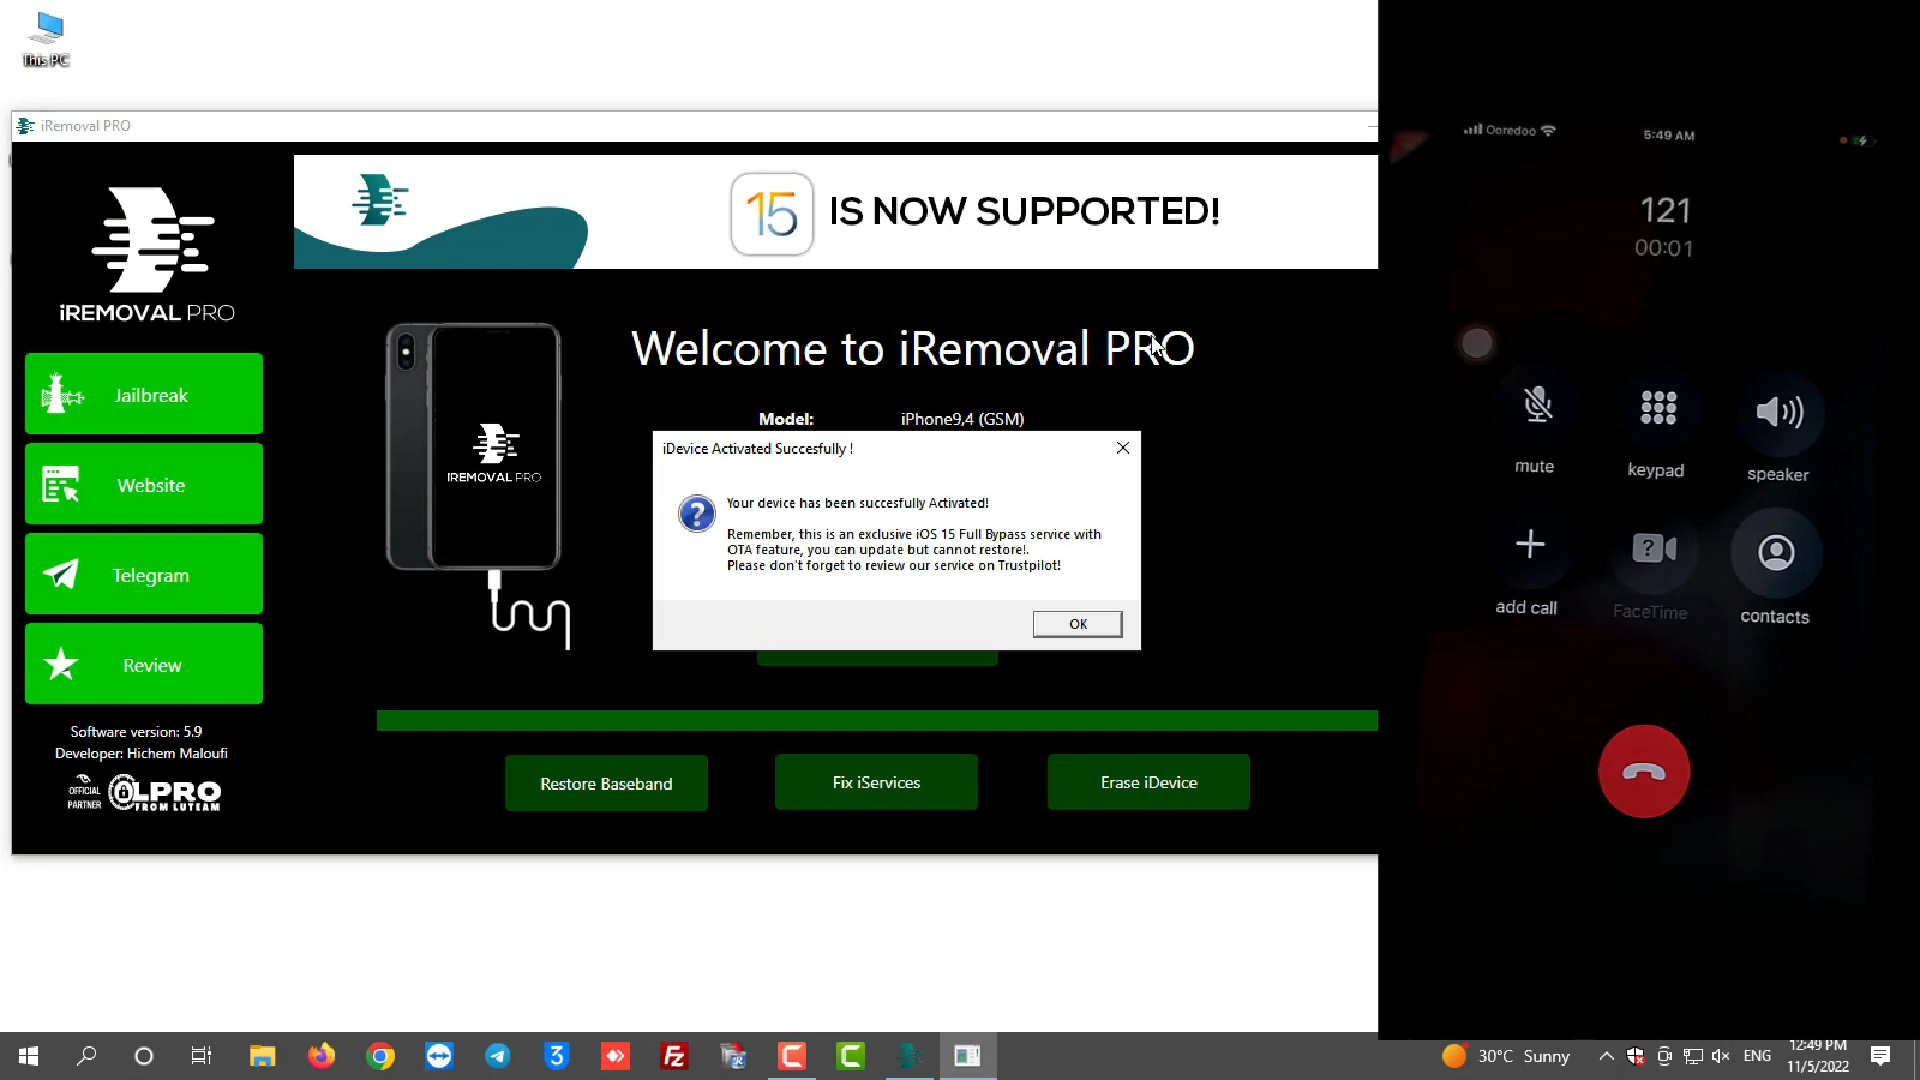 This PC
iRemoval PRO
15 IS NOW SUPPORTED!
iREMOVAL PRO
Jailbreak
Website
Telegram
Review
Software version: 5.9
Developer: Hichem Maloufi
OFFICIAL
PARTNER
LPRO
FROM LUTEAM
Welcome to iRemoval PRO
Model: iPhone9,4 (GSM)
IREMOVAL PRO
iDevice Activated Succesfully !
Your device has been succesfully Activated!
Remember, this is an exclusive iOS 15 Full Bypass service with
OTA feature, you can update but cannot restore!.
Please don't forget to review our service on Trustpilot!
OK
Restore Baseband
Fix iServices
Erase iDevice
Ooredoo
5:49 AM
121
00:01
mute
keypad
speaker
add call
FaceTime
contacts
3
Fz
30°C Sunny
ENG
12:49 PM
11/5/2022